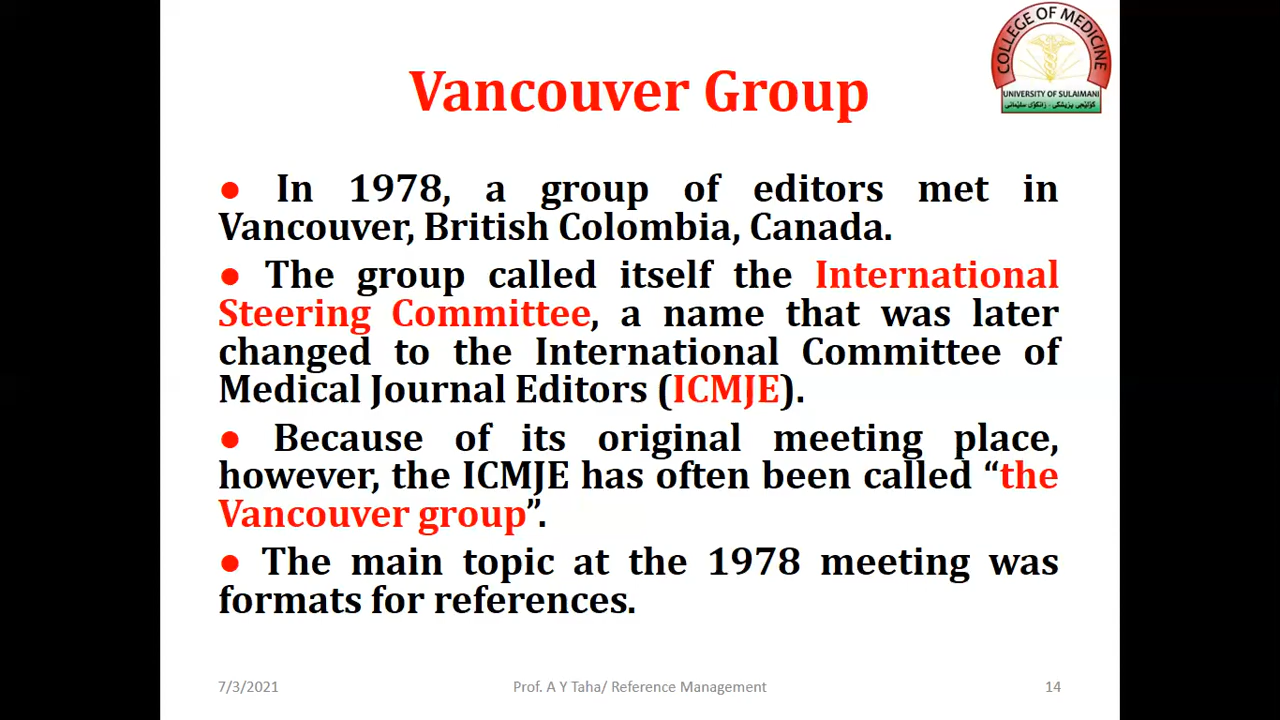 COLLEGE OF MEDICINE
UNIVERSITY OF SULAIMANI
كۆلێجی پزیشکی - زانکۆی سلێمانی
Vancouver Group
● In 1978, a group of editors met in
Vancouver, British Colombia, Canada.
● The group called itself the International
Steering Committee, a name that was later
changed to the International Committee of
Medical Journal Editors (ICMJE).
● Because of its original meeting place,
however, the ICMJE has often been called “the
Vancouver group”.
● The main topic at the 1978 meeting was
formats for references.
7/3/2021
Prof. A Y Taha/ Reference Management
14